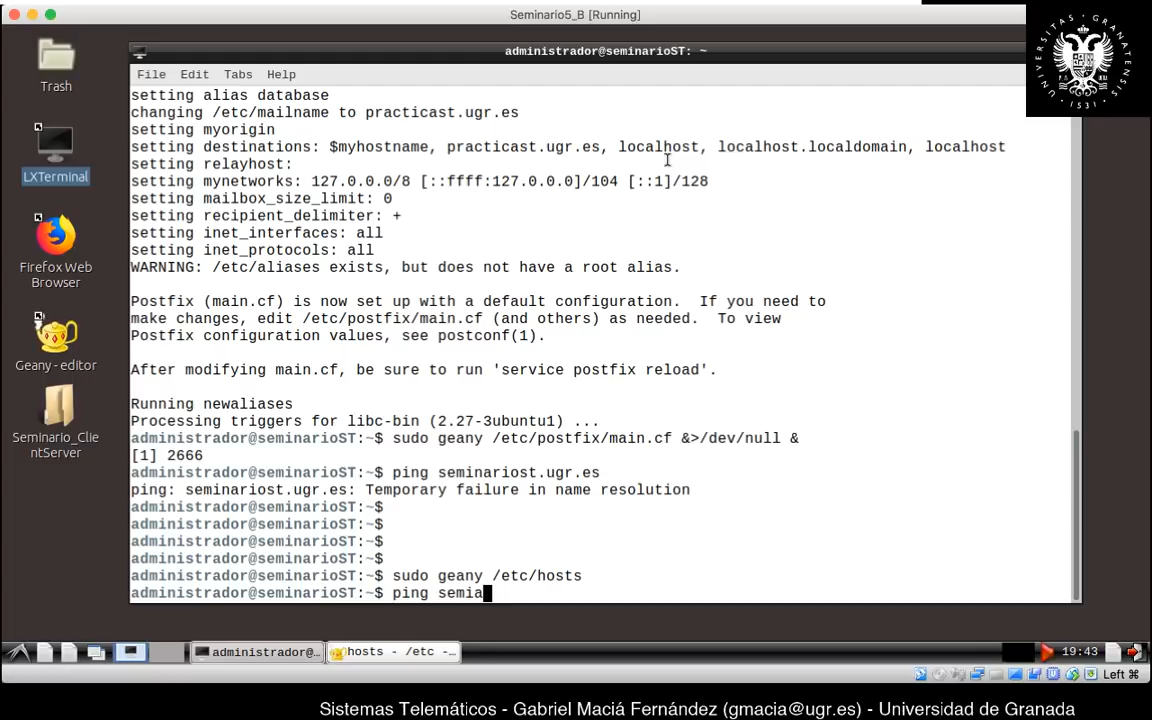 Seminario5_B [Running]
UNIVERSITAS GRANATENSIS
1531
administrador@seminarioST: ~
Trash
LXTerminal
Firefox Web
Browser
Geany - editor
Seminario_Clie
ntServer
File Edit Tabs Help
setting alias database
changing /etc/mailname to practicast.ugr.es
setting myorigin
setting destinations: $myhostname, practicast.ugr.es, localhost, localhost.localdomain, localhost
setting relayhost:
setting mynetworks: 127.0.0.0/8 [::ffff:127.0.0.0]/104 [::1]/128
setting mailbox_size_limit: 0
setting recipient_delimiter: +
setting inet_interfaces: all
setting inet_protocols: all
WARNING: /etc/aliases exists, but does not have a root alias.
Postfix (main.cf) is now set up with a default configuration.  If you need to
make changes, edit /etc/postfix/main.cf (and others) as needed.  To view
Postfix configuration values, see postconf(1).
After modifying main.cf, be sure to run 'service postfix reload'.
Running newaliases
Processing triggers for libc-bin (2.27-3ubuntu1) ...
administrador@seminarioST:~$ sudo geany /etc/postfix/main.cf &>/dev/null &
[1] 2666
administrador@seminarioST:~$ ping seminariost.ugr.es
ping: seminariost.ugr.es: Temporary failure in name resolution
administrador@seminarioST:~$
administrador@seminarioST:~$
administrador@seminarioST:~$
administrador@seminarioST:~$
administrador@seminarioST:~$ sudo geany /etc/hosts
administrador@seminarioST:~$ ping semia
administrador@... hosts - /etc -... 19:43
Left ⌘
Sistemas Telemáticos - Gabriel Maciá Fernández (gmacia@ugr.es) - Universidad de Granada